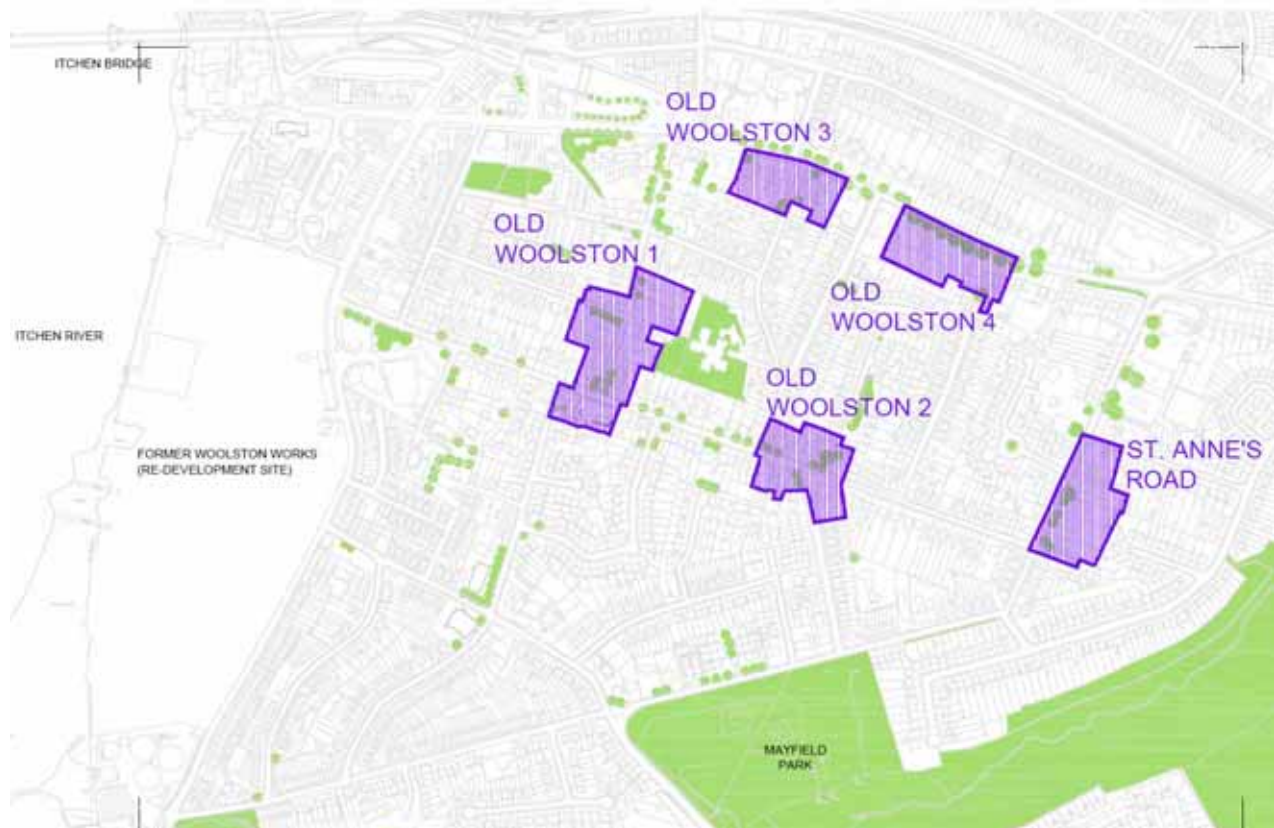 ITCHEN BRIDGE
OLD
WOOLSTON 3
OLD
WOOLSTON 1
OLD
WOOLSTON 4
ITCHEN RIVER
OLD
WOOLSTON 2
FORMER WOOLSTON WORKS
(RE-DEVELOPMENT SITE)
ST. ANNE'S
ROAD
MAYFIELD
PARK